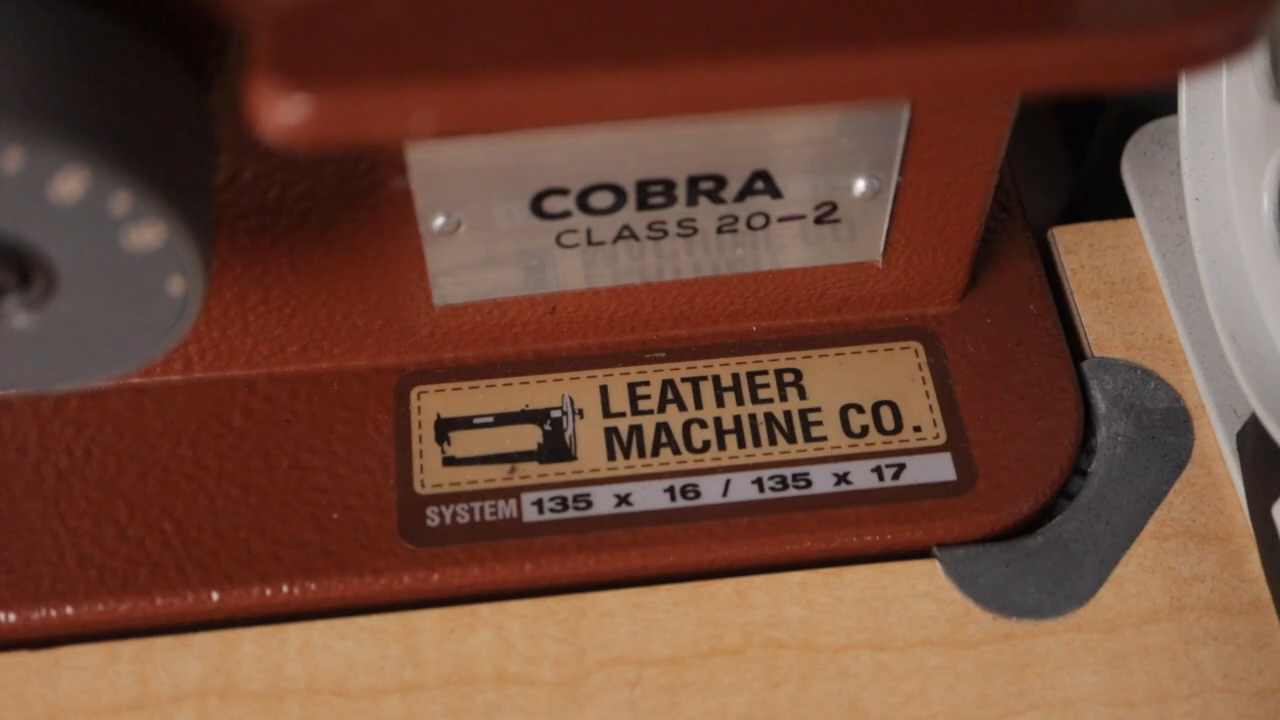 COBRA
CLASS 20-2
LEATHER
MACHINE CO.
SYSTEM 135 x 16 / 135 x 17